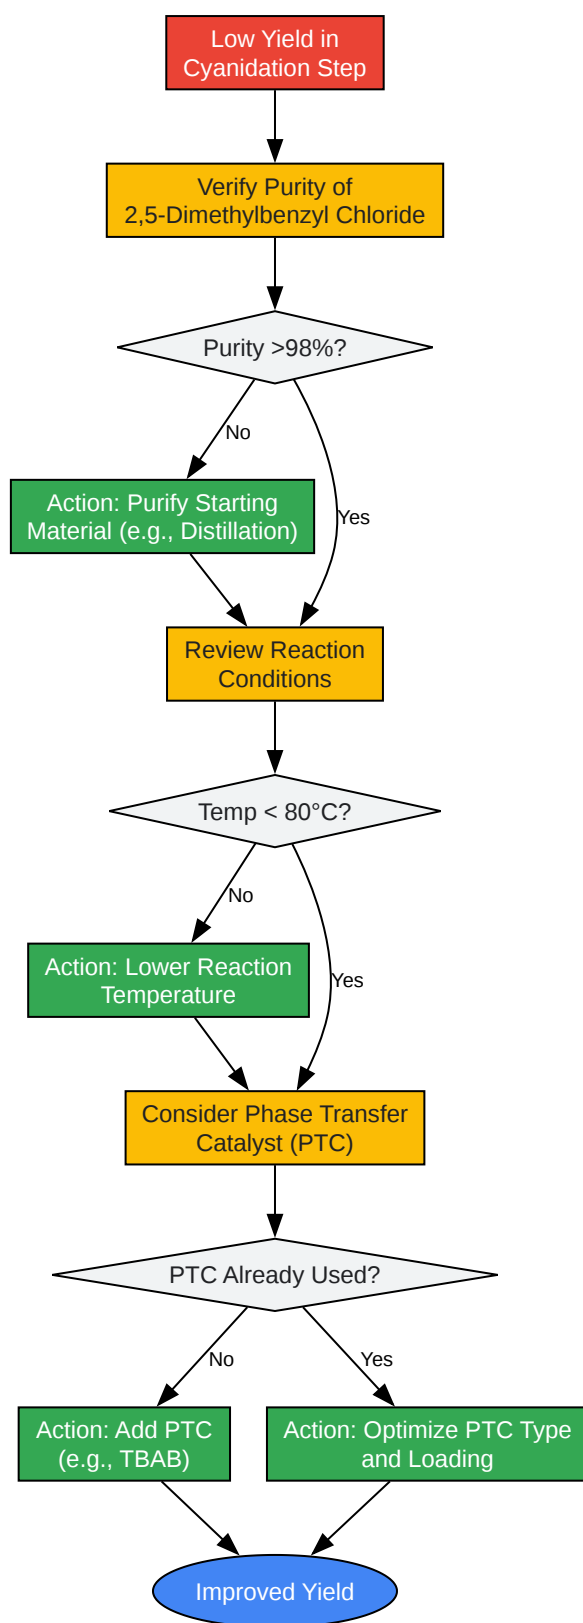 Low Yield in
Cyanidation Step
Verify Purity of
2,5-Dimethylbenzyl Chloride
Purity >98%?
No
Yes
Action: Purify Starting
Material (e.g., Distillation)
Review Reaction
Conditions
Temp < 80°C?
No
Yes
Action: Lower Reaction
Temperature
Consider Phase Transfer
Catalyst (PTC)
PTC Already Used?
No
Yes
Action: Add PTC
(e.g., TBAB)
Action: Optimize PTC Type
and Loading
Improved Yield